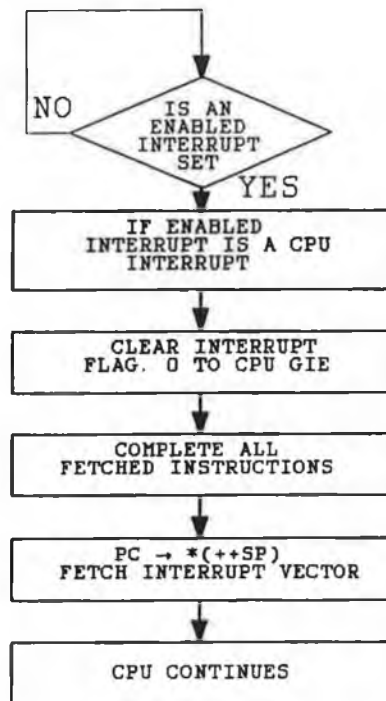 NO
IS AN
ENABLED
INTERRUPT
SET
YES
IF ENABLED
INTERRUPT IS A CPU
INTERRUPT
CLEAR INTERRUPT
FLAG. 0 TO CPU GIE
COMPLETE ALL
FETCHED INSTRUCTIONS
PC → *(++SP)
FETCH INTERRUPT VECTOR
CPU CONTINUES